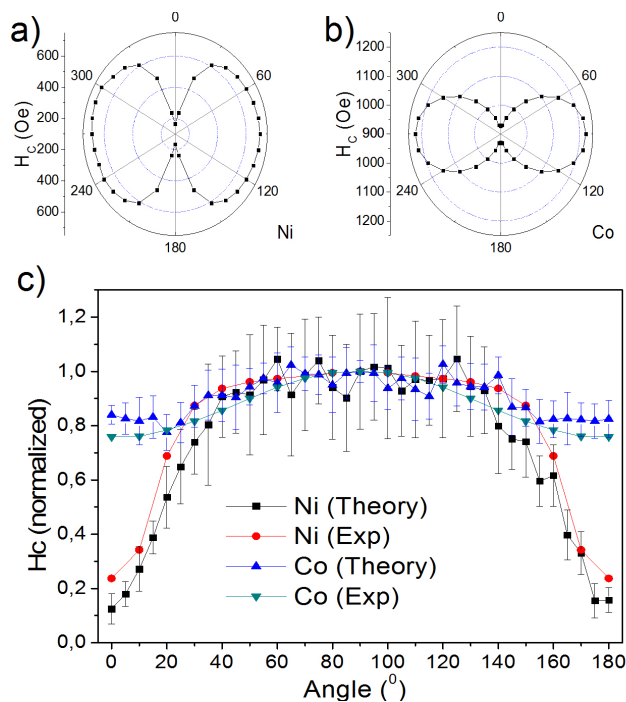 a)
0
300
60
240
120
180
600
400
200
0
200
400
600
H_C (Oe)
Ni
b)
0
300
60
240
120
180
1200
1100
1000
900
1000
1100
1200
H_C (Oe)
Co
c)
1,2
1,0
0,8
0,6
0,4
0,2
0,0
Hc (normalized)
Ni (Theory)
Ni (Exp)
Co (Theory)
Co (Exp)
0 20 40 60 80 100 120 140 160 180
Angle (⁰)